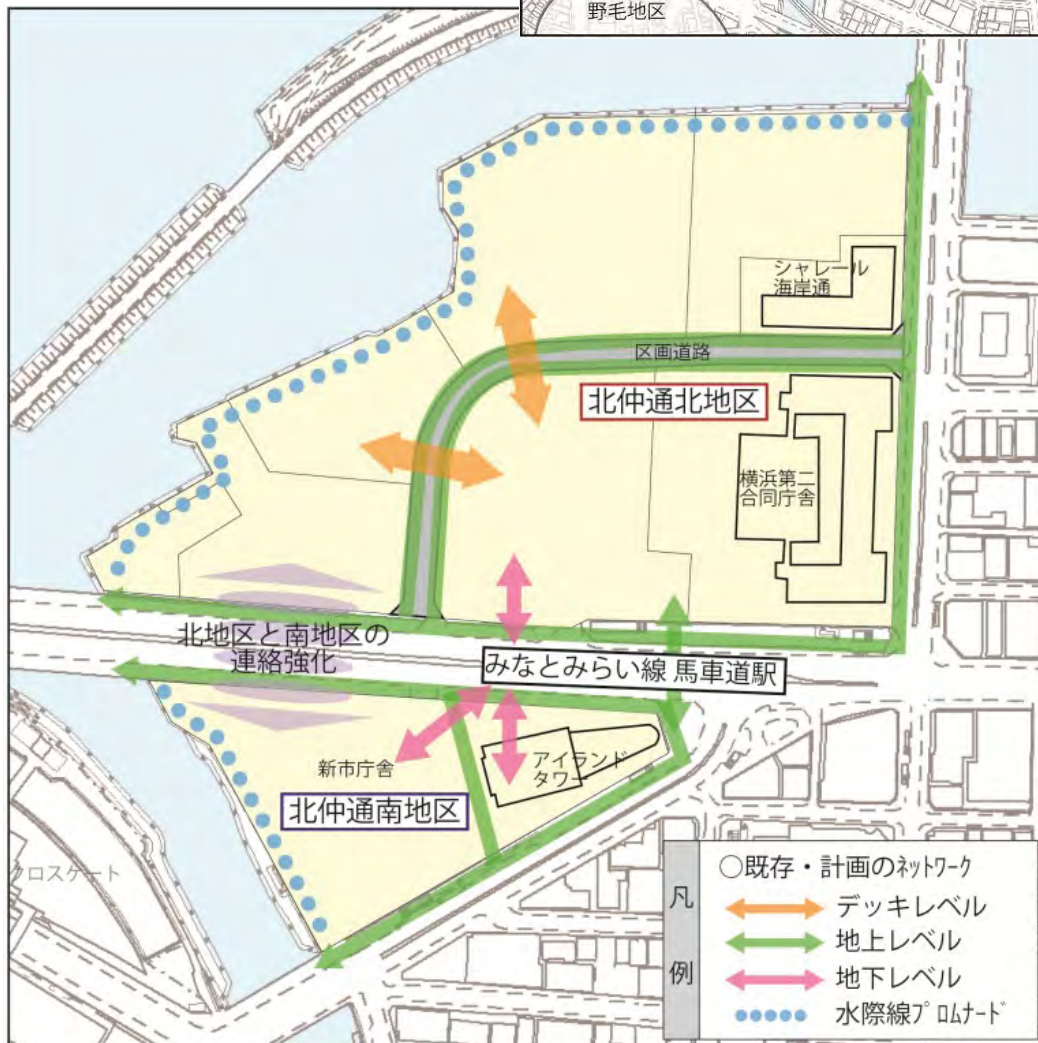 野毛地区
シャレール
海岸通
区画道路
北仲通北地区
横浜第二
合同庁舎
北地区と南地区の
連絡強化
みなとみらい線 馬車道駅
新市庁舎
アイランド
タワー
北仲通南地区
クロスゲート
凡例
○既存・計画のネットワーク
デッキレベル
地上レベル
地下レベル
水際線プロムナード